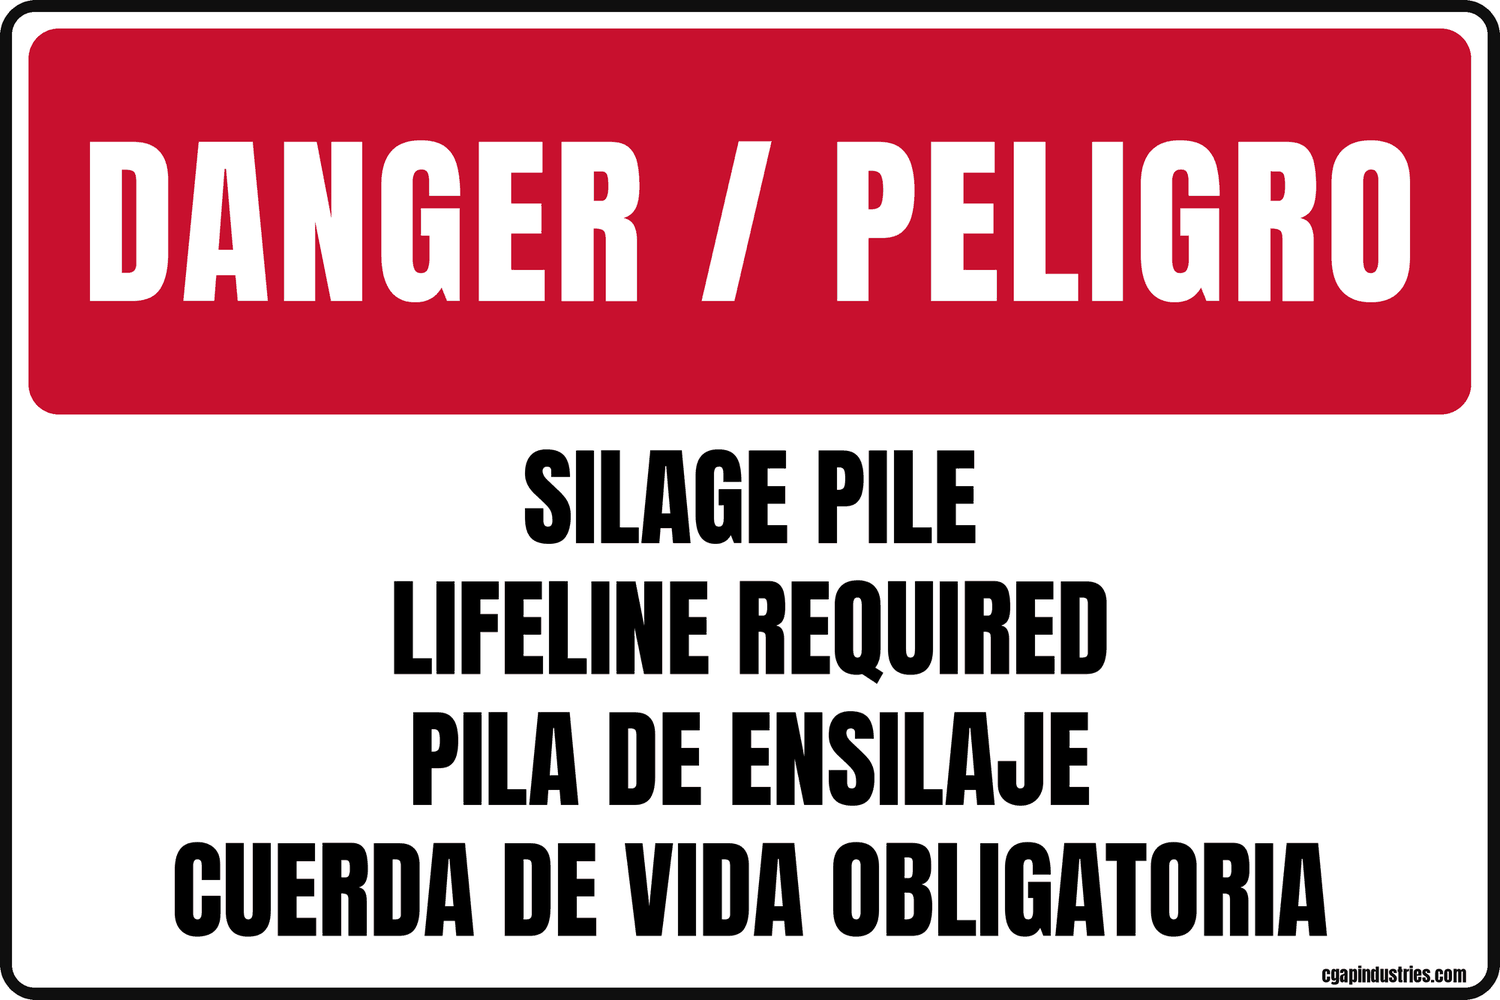 DANGER / PELIGRO
SILAGE PILE
LIFELINE REQUIRED
PILA DE ENSILAJE
CUERDA DE VIDA OBLIGATORIA
cgapindustries.com